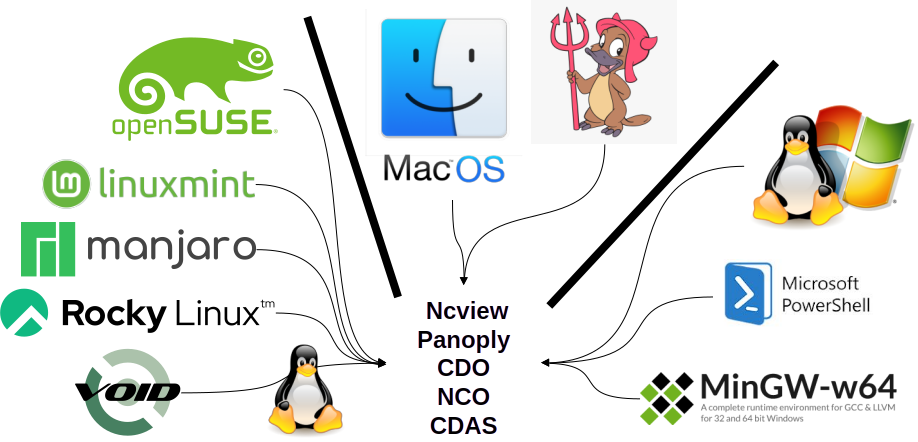 openSUSE
MacOS
linuxmint
manjaro
Rocky Linux™
VOID
Ncview
Panoply
CDO
NCO
CDAS
Microsoft
PowerShell
MinGW-w64
A complete runtime environment for GCC & LLVM
for 32 and 64 bit Windows